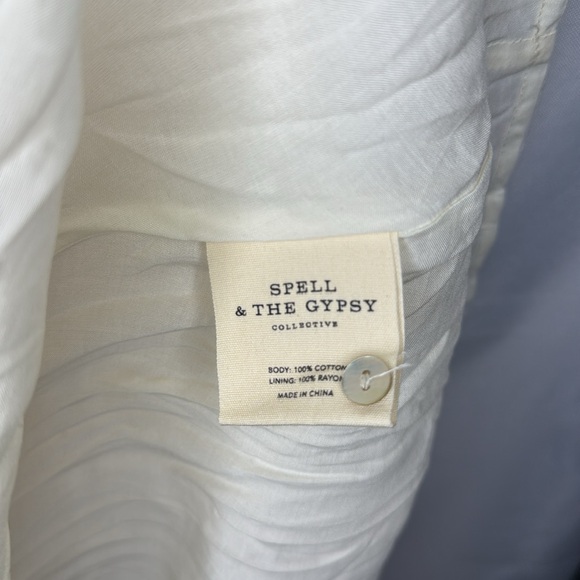 SPELL
& THE GYPSY
COLLECTIVE
BODY: 100% COTTON
LINING: 100% RAYON
MADE IN CHINA